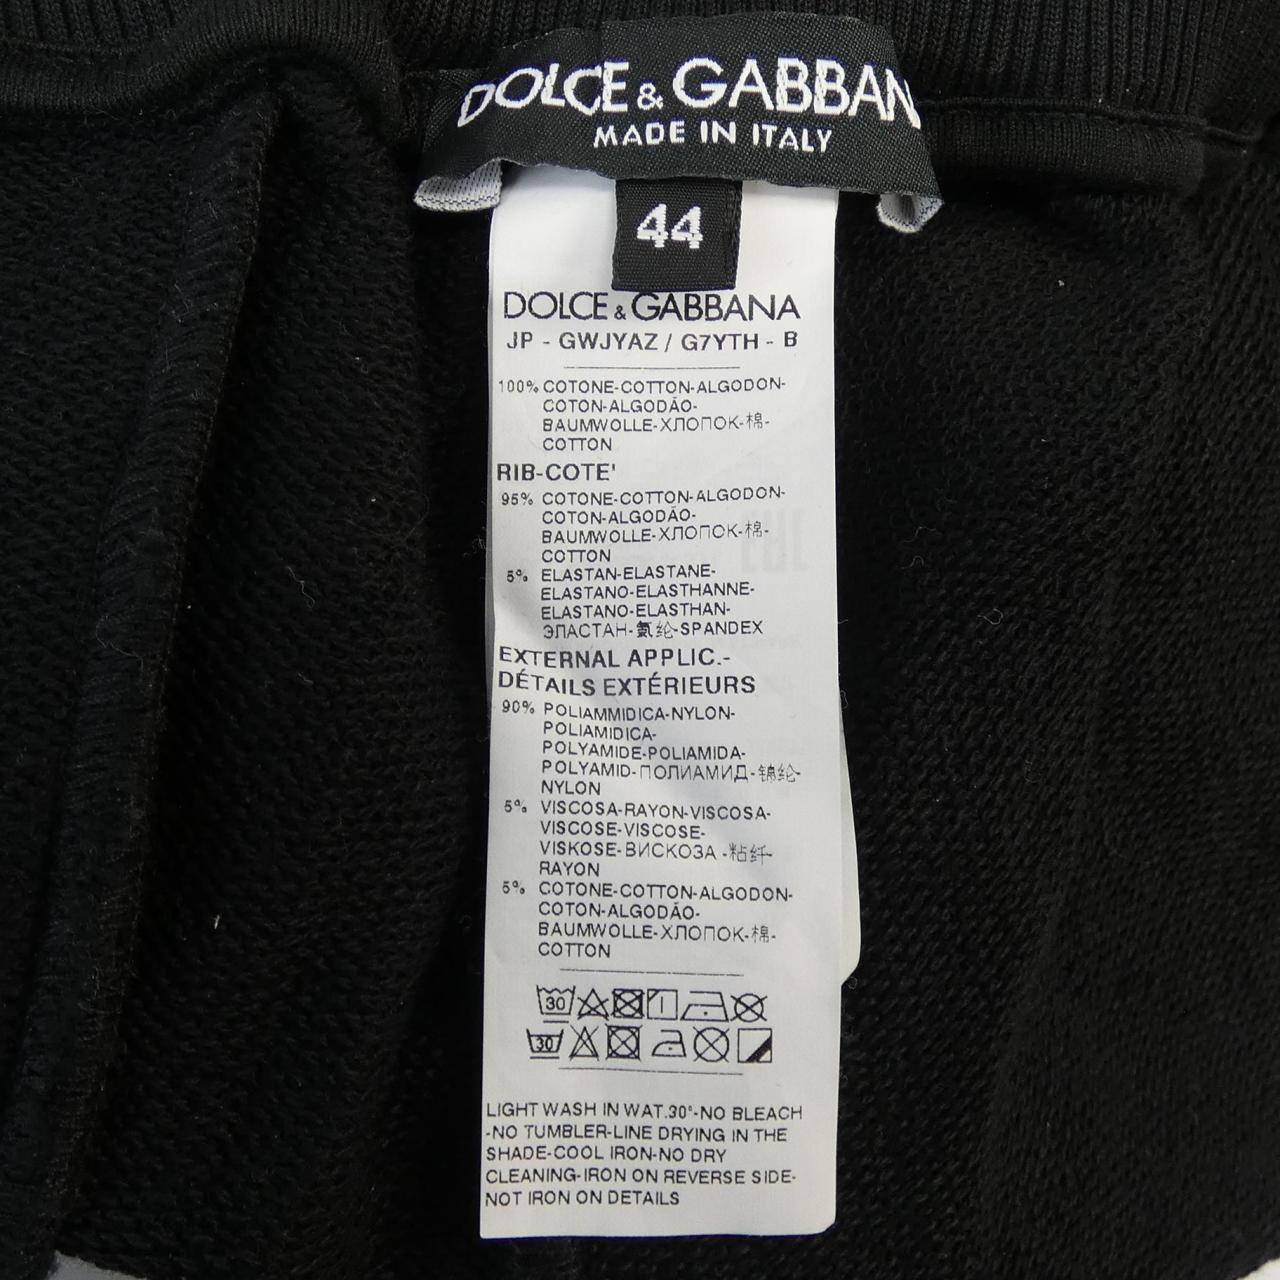 DOLCE & GABBANA
MADE IN ITALY
44
DOLCE & GABBANA
JP - GWJYAZ / G7YTH - B
100% COTONE-COTTON-ALGODON-
COTON-ALGODÃO-
BAUMWOLLE-ХЛОПОК-棉-
COTTON
RIB-COTE'
95% COTONE-COTTON-ALGODON-
COTON-ALGODÃO-
BAUMWOLLE-ХЛОПОК-棉-
COTTON
5% ELASTAN-ELASTANE-
ELASTANO-ELASTHANNE-
ELASTANO-ELASTHAN-
ЭЛАСТАН-氨纶-SPANDEX
EXTERNAL APPLIC.-
DÉTAILS EXTÉRIEURS
90% POLIAMMIDICA-NYLON-
POLIAMIDICA-
POLYAMIDE-POLIAMIDA-
POLYAMID-ПОЛИАМИД-锦纶-
NYLON
5% VISCOSA-RAYON-VISCOSA-
VISCOSE-VISCOSE-
VISKOSE-ВИСКОЗА -粘纤-
RAYON
5% COTONE-COTTON-ALGODON-
COTON-ALGODÃO-
BAUMWOLLE-ХЛОПОК-棉-
COTTON
30
30
LIGHT WASH IN WAT.30°-NO BLEACH
-NO TUMBLER-LINE DRYING IN THE
SHADE-COOL IRON-NO DRY
CLEANING-IRON ON REVERSE SIDE-
NOT IRON ON DETAILS